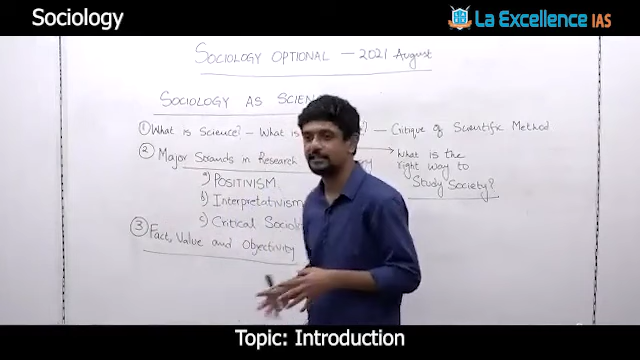 Sociology
La Excellence IAS
SOCIOLOGY OPTIONAL - 2021 August
SOCIOLOGY AS
① What is Science? - What is ? - Critique of Scientific Method
② Major Strands in Research → What is the
right way to
Study Society?
a) POSITIVISM
b) Interpretativism
c) Critical
③ Fact, Value and Objectivity
Topic: Introduction